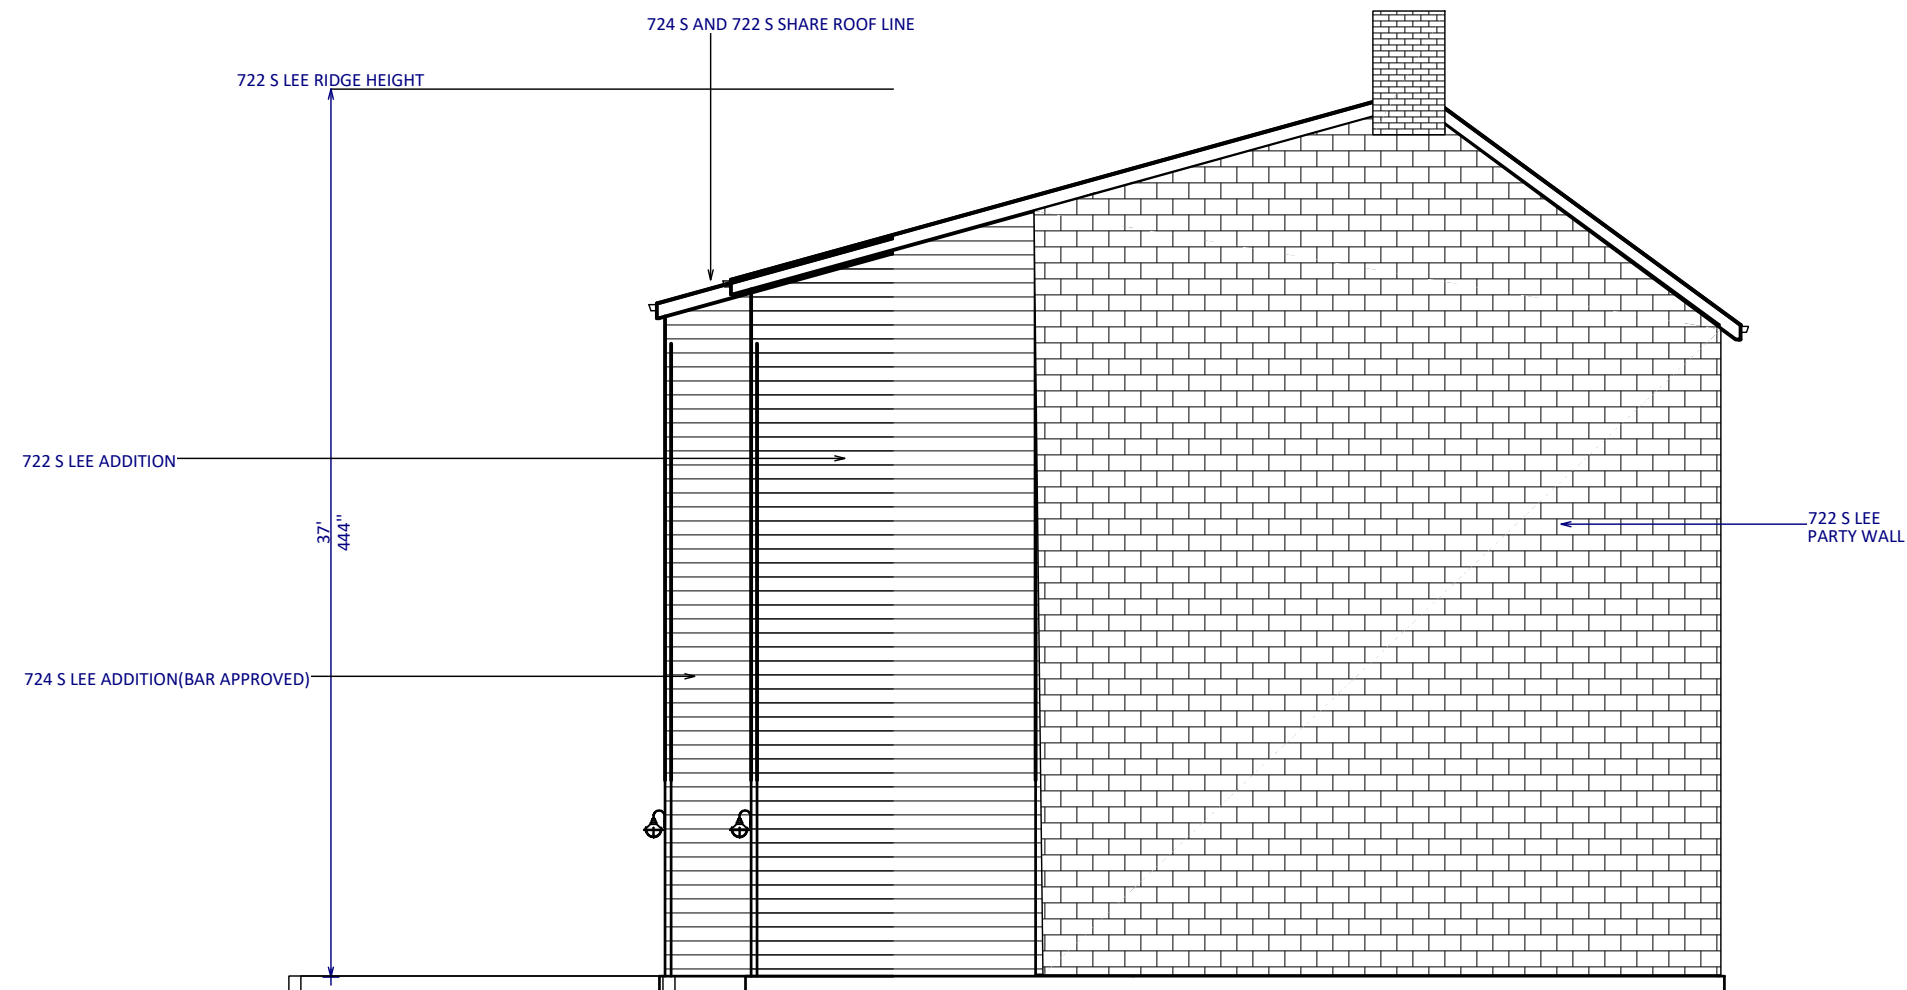 724 S AND 722 S SHARE ROOF LINE
722 S LEE RIDGE HEIGHT
722 S LEE ADDITION
37'
444"
722 S LEE
PARTY WALL
724 S LEE ADDITION(BAR APPROVED)